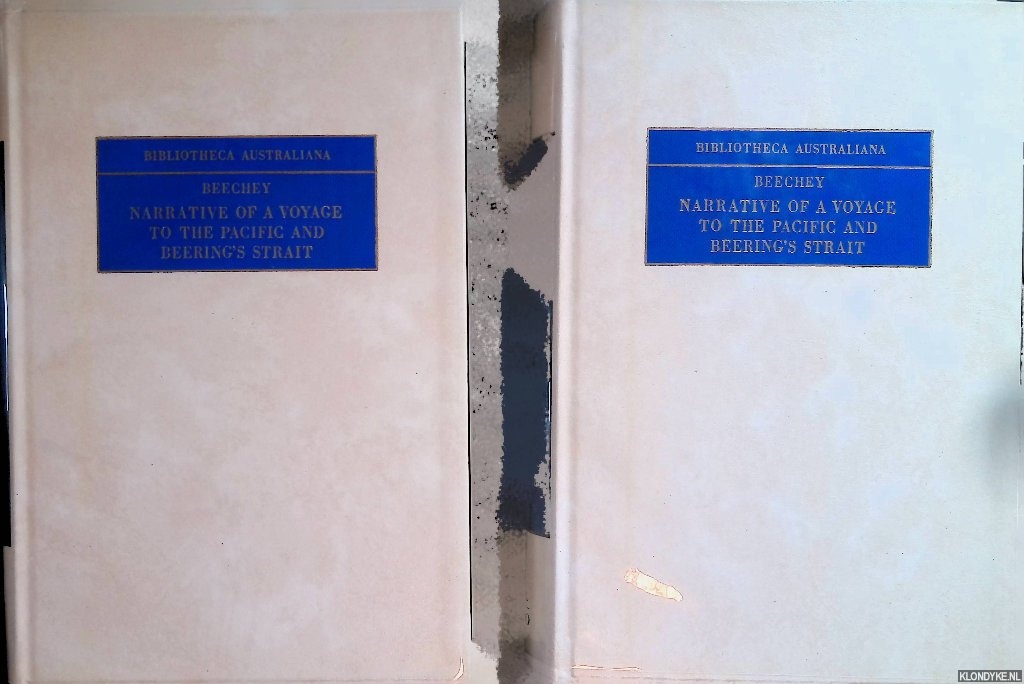 BIBLIOTHECA AUSTRALIANA
BEECHEY
NARRATIVE OF A VOYAGE
TO THE PACIFIC AND
BEERING'S STRAIT
BIBLIOTHECA AUSTRALIANA
BEECHEY
NARRATIVE OF A VOYAGE
TO THE PACIFIC AND
BEERING'S STRAIT
KLONDYKE.NL